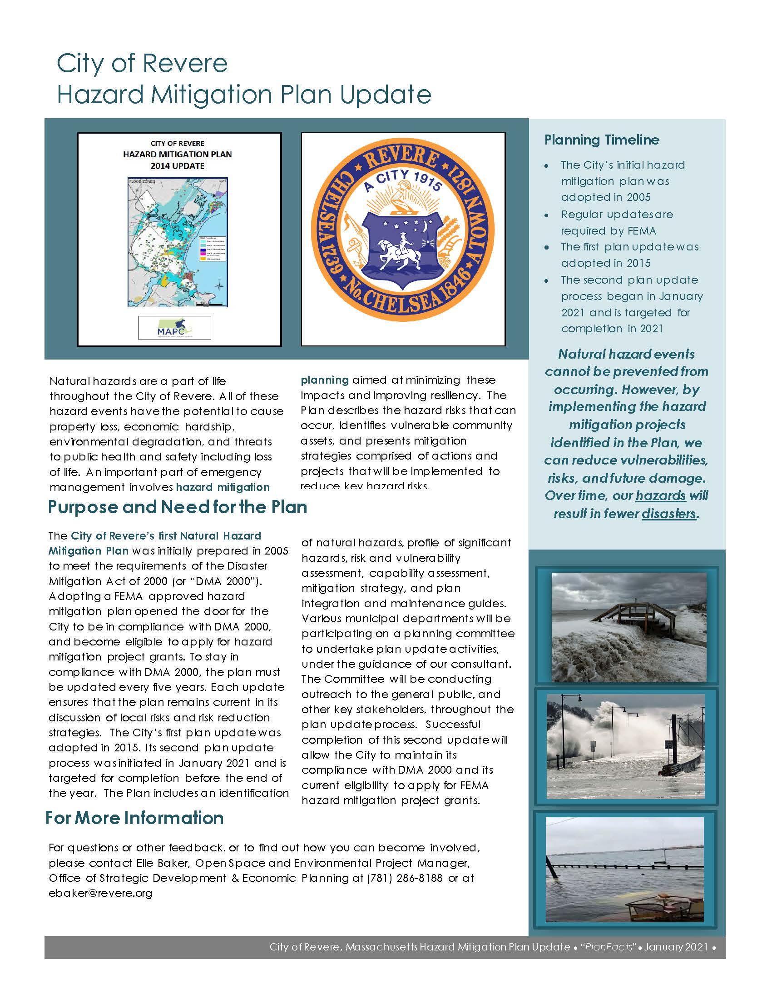 City of Revere
Hazard Mitigation Plan Update
CITY OF REVERE
HAZARD MITIGATION PLAN
2014 UPDATE
FLOOD ZONES
MAPC
REVERE
A CITY 1915
CHELSEA 1739
No. CHELSEA 1846
A TOWN 1871
Planning Timeline
• The City's initial hazard
mitigation plan was
adopted in 2005
• Regular updates are
required by FEMA
• The first plan update was
adopted in 2015
• The second plan update
process began in January
2021 and is targeted for
completion in 2021
Natural hazard events
cannot be prevented from
occurring. However, by
implementing the hazard
mitigation projects
identified in the Plan, we
can reduce vulnerabilities,
risks, and future damage.
Over time, our hazards will
result in fewer disasters.
Natural hazards are a part of life
throughout the City of Revere. All of these
hazard events have the potential to cause
property loss, economic hardship,
environmental degradation, and threats
to public health and safety including loss
of life. An important part of emergency
management involves hazard mitigation
planning aimed at minimizing these
impacts and improving resiliency. The
Plan describes the hazard risks that can
occur, identifies vulnerable community
assets, and presents mitigation
strategies comprised of actions and
projects that will be implemented to
reduce key hazard risks.
Purpose and Need for the Plan
The City of Revere's first Natural Hazard
Mitigation Plan was initially prepared in 2005
to meet the requirements of the Disaster
Mitigation Act of 2000 (or “DMA 2000”).
Adopting a FEMA approved hazard
mitigation plan opened the door for the
City to be in compliance with DMA 2000,
and become eligible to apply for hazard
mitigation project grants. To stay in
compliance with DMA 2000, the plan must
be updated every five years. Each update
ensures that the plan remains current in its
discussion of local risks and risk reduction
strategies. The City's first plan update was
adopted in 2015. Its second plan update
process was initiated in January 2021 and is
targeted for completion before the end of
the year. The Plan includes an identification
of natural hazards, profile of significant
hazards, risk and vulnerability
assessment, capability assessment,
mitigation strategy, and plan
integration and maintenance guides.
Various municipal departments will be
participating on a planning committee
to undertake plan update activities,
under the guidance of our consultant.
The Committee will be conducting
outreach to the general public, and
other key stakeholders, throughout the
plan update process. Successful
completion of this second update will
allow the City to maintain its
compliance with DMA 2000 and its
current eligibility to apply for FEMA
hazard mitigation project grants.
For More Information
For questions or other feedback, or to find out how you can become involved,
please contact Elle Baker, Open Space and Environmental Project Manager,
Office of Strategic Development & Economic Planning at (781) 286-8188 or at
ebaker@revere.org
City of Revere, Massachusetts Hazard Mitigation Plan Update • “PlanFacts” • January 2021 •